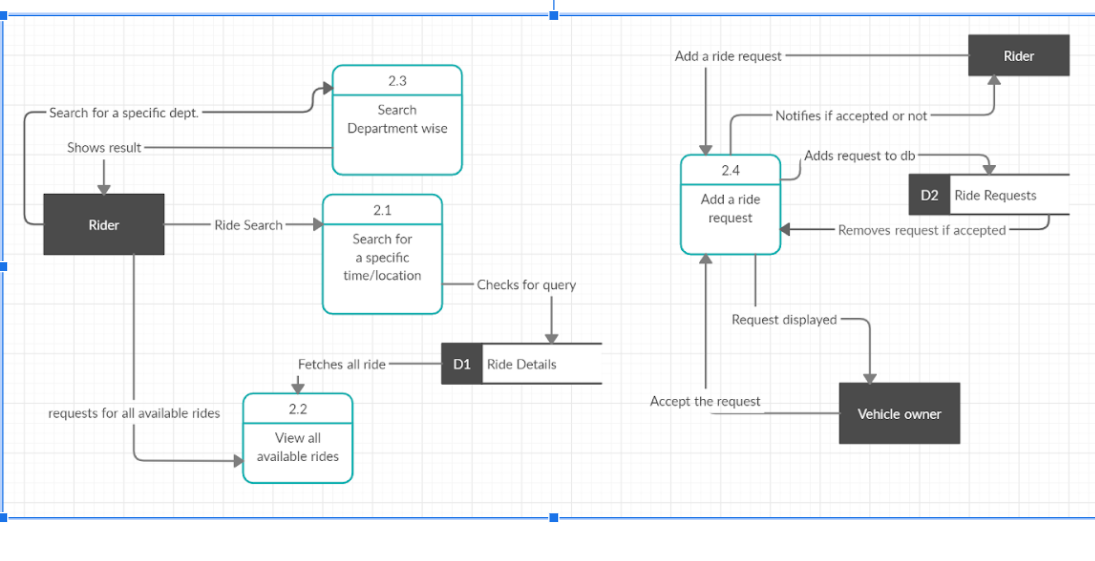 Add a ride request
Rider
2.3
Search
Department wise
Search for a specific dept.
Notifies if accepted or not
Shows result
Adds request to db
2.4
Add a ride
request
D2
Ride Requests
Rider
Ride Search
2.1
Search for
a specific
time/location
Removes request if accepted
Checks for query
Request displayed
Fetches all ride
D1
Ride Details
requests for all available rides
2.2
View all
available rides
Accept the request
Vehicle owner